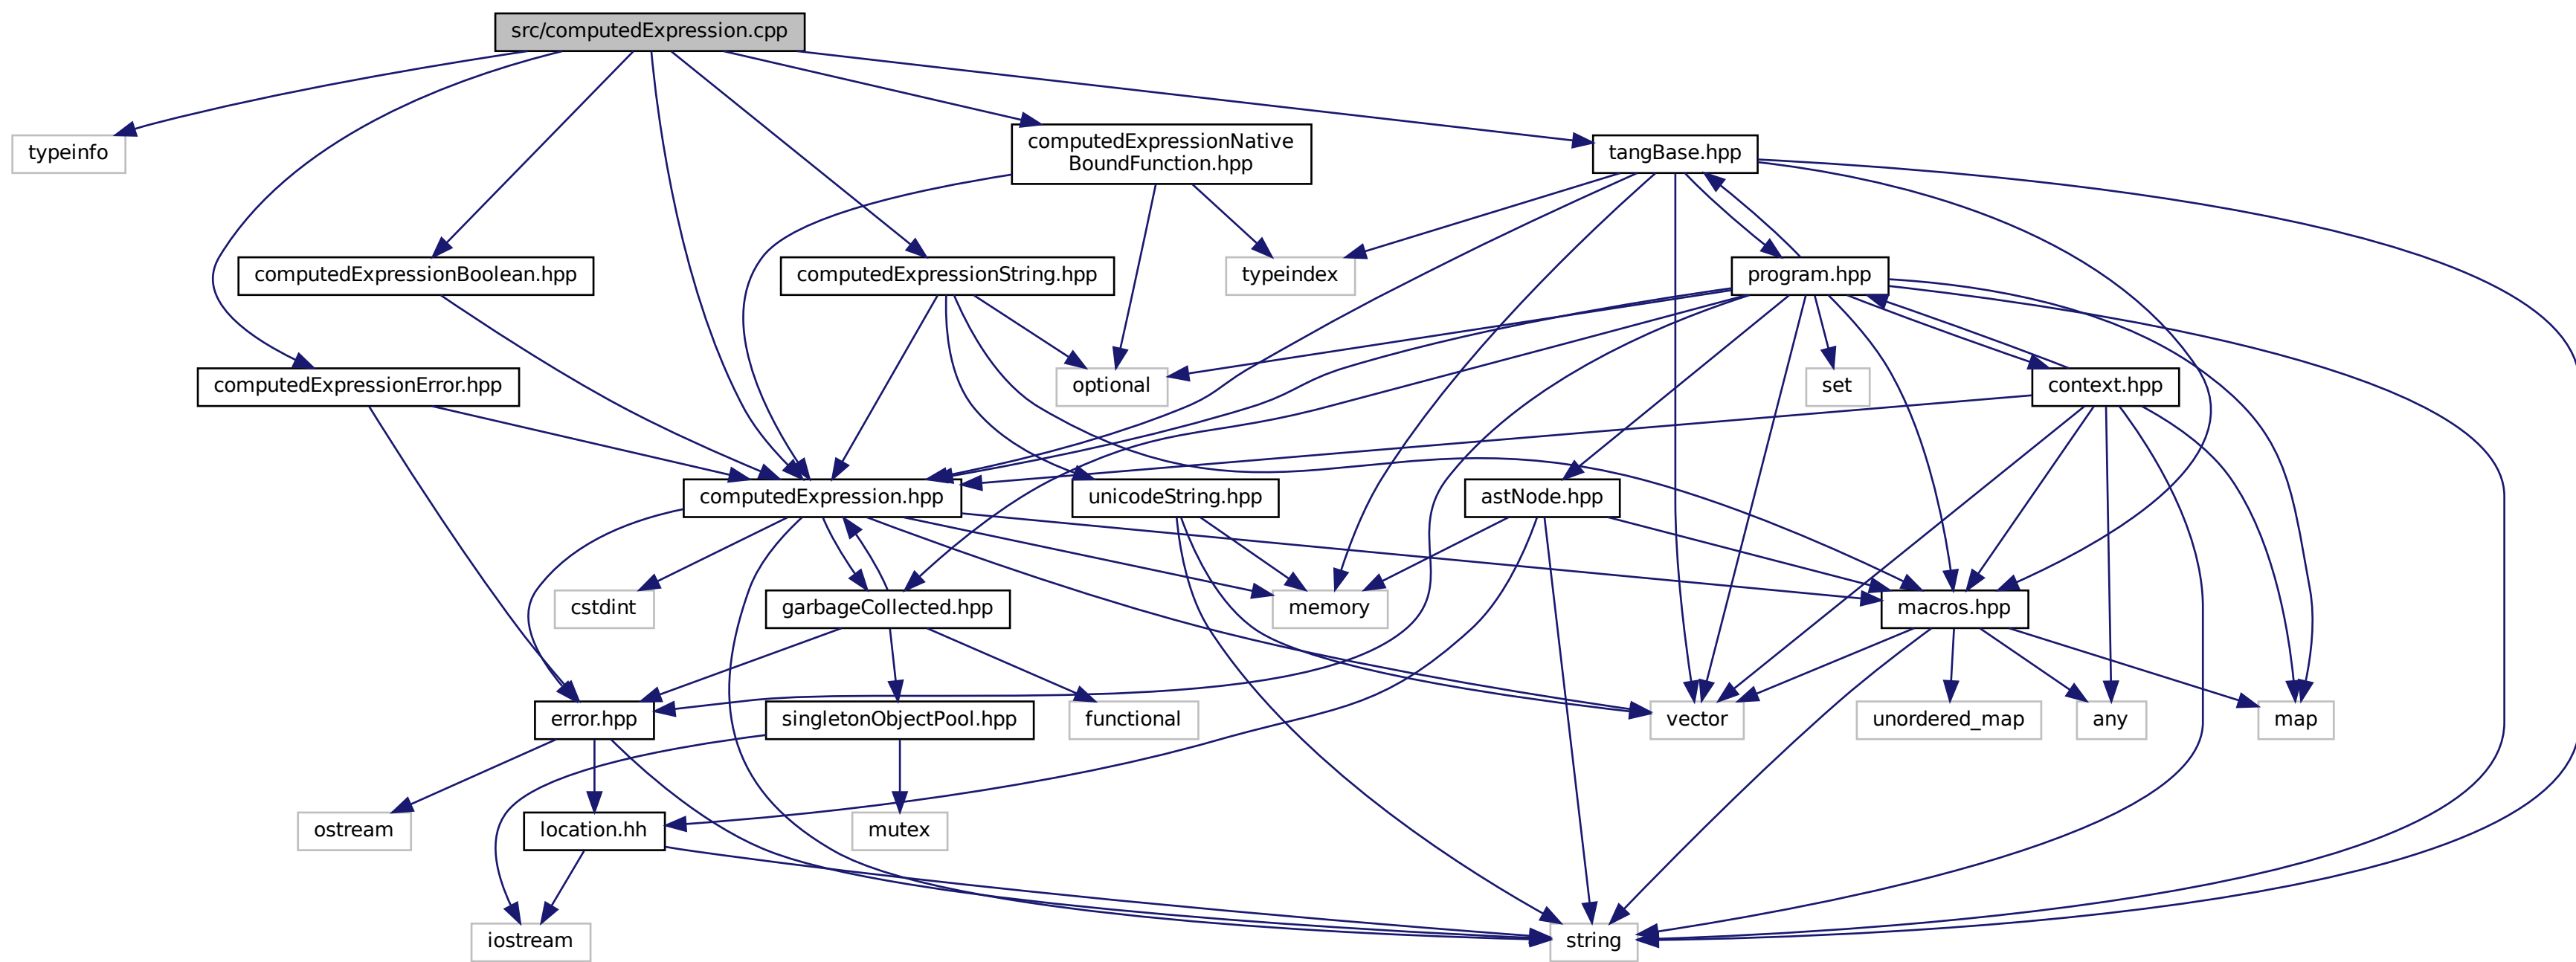 src/computedExpression.cpp
typeinfo
computedExpressionNative
BoundFunction.hpp
tangBase.hpp
computedExpressionBoolean.hpp
computedExpressionString.hpp
typeindex
program.hpp
computedExpressionError.hpp
optional
set
context.hpp
computedExpression.hpp
unicodeString.hpp
astNode.hpp
cstdint
garbageCollected.hpp
memory
macros.hpp
error.hpp
singletonObjectPool.hpp
functional
vector
unordered_map
any
map
ostream
location.hh
mutex
iostream
string